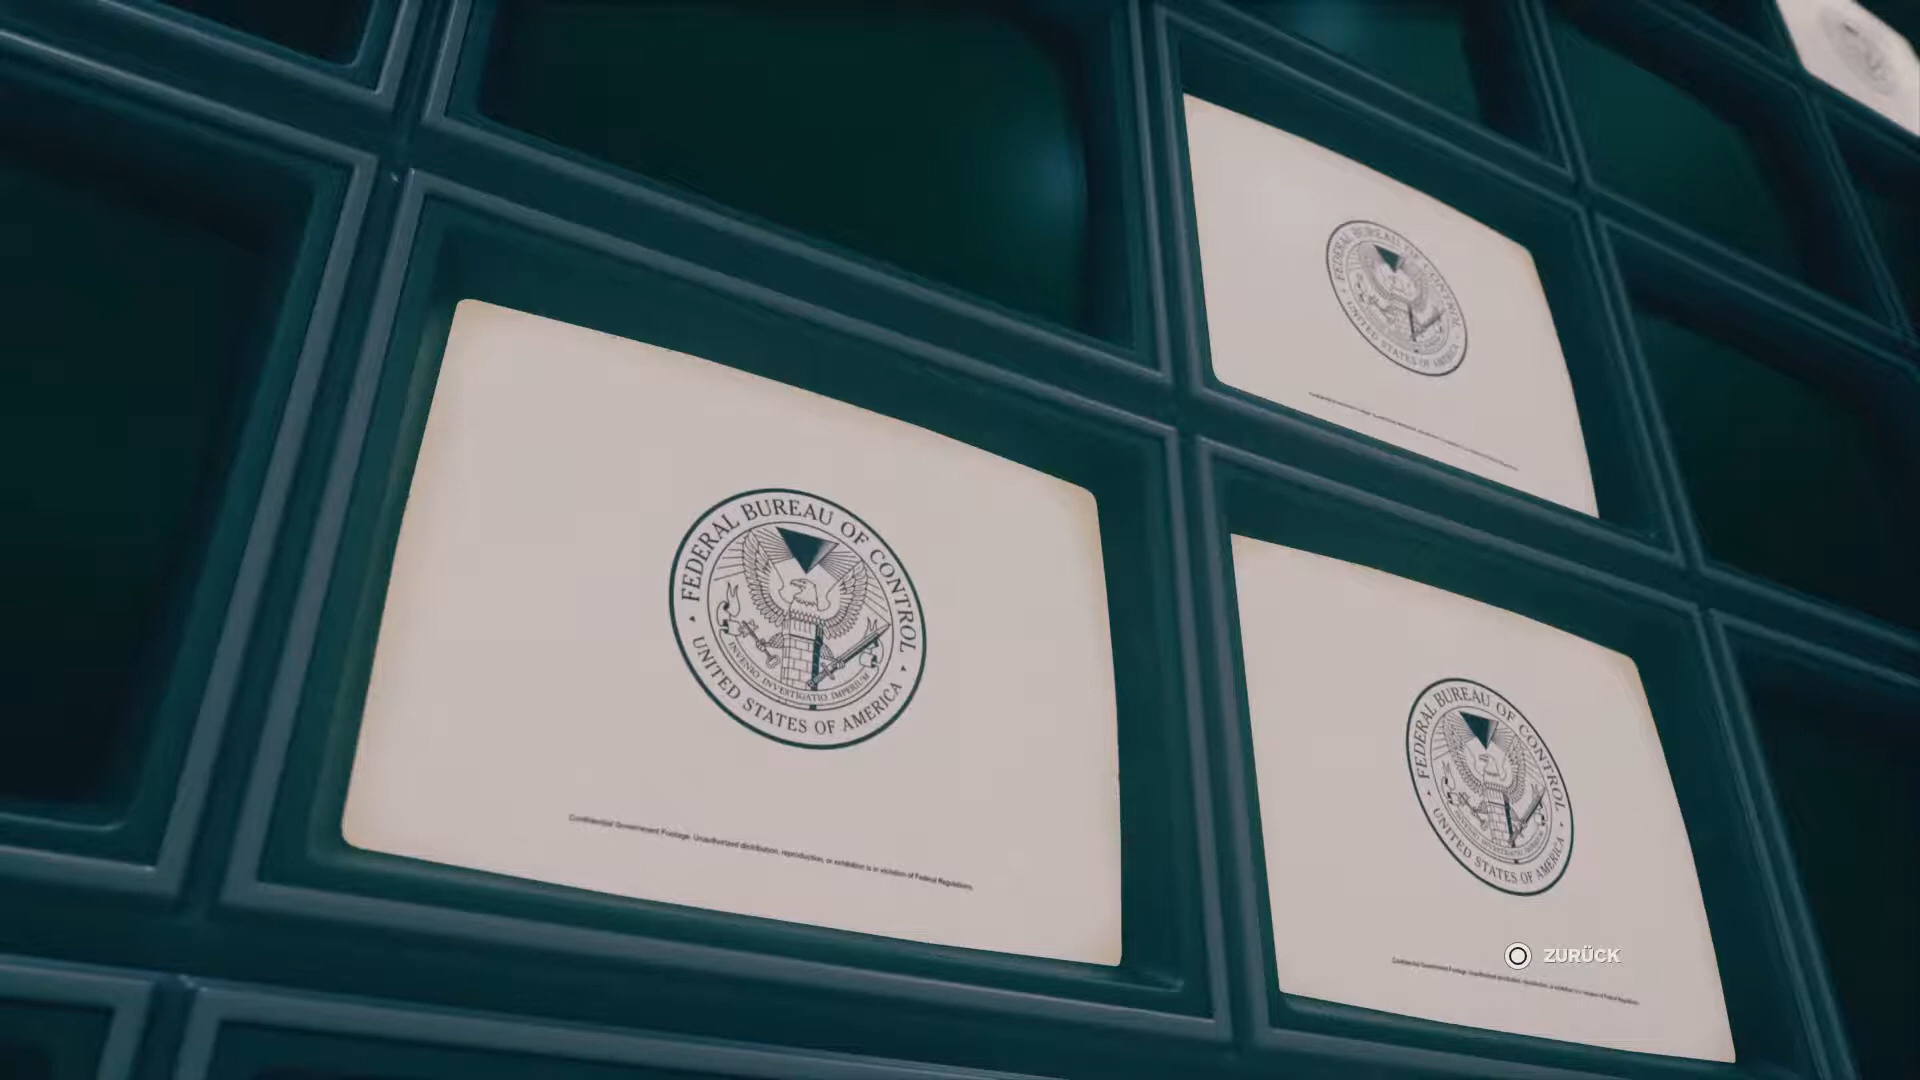 FEDERAL BUREAU OF CONTROL
UNITED STATES OF AMERICA
FEDERAL BUREAU OF CONTROL
INVENIO INVESTIGATIO IMPERIUM
UNITED STATES OF AMERICA
Confidential Government Footage. Unauthorized distribution, reproduction, or exhibition is in violation of Federal Regulations.
FEDERAL BUREAU OF CONTROL
UNITED STATES OF AMERICA
ZURÜCK